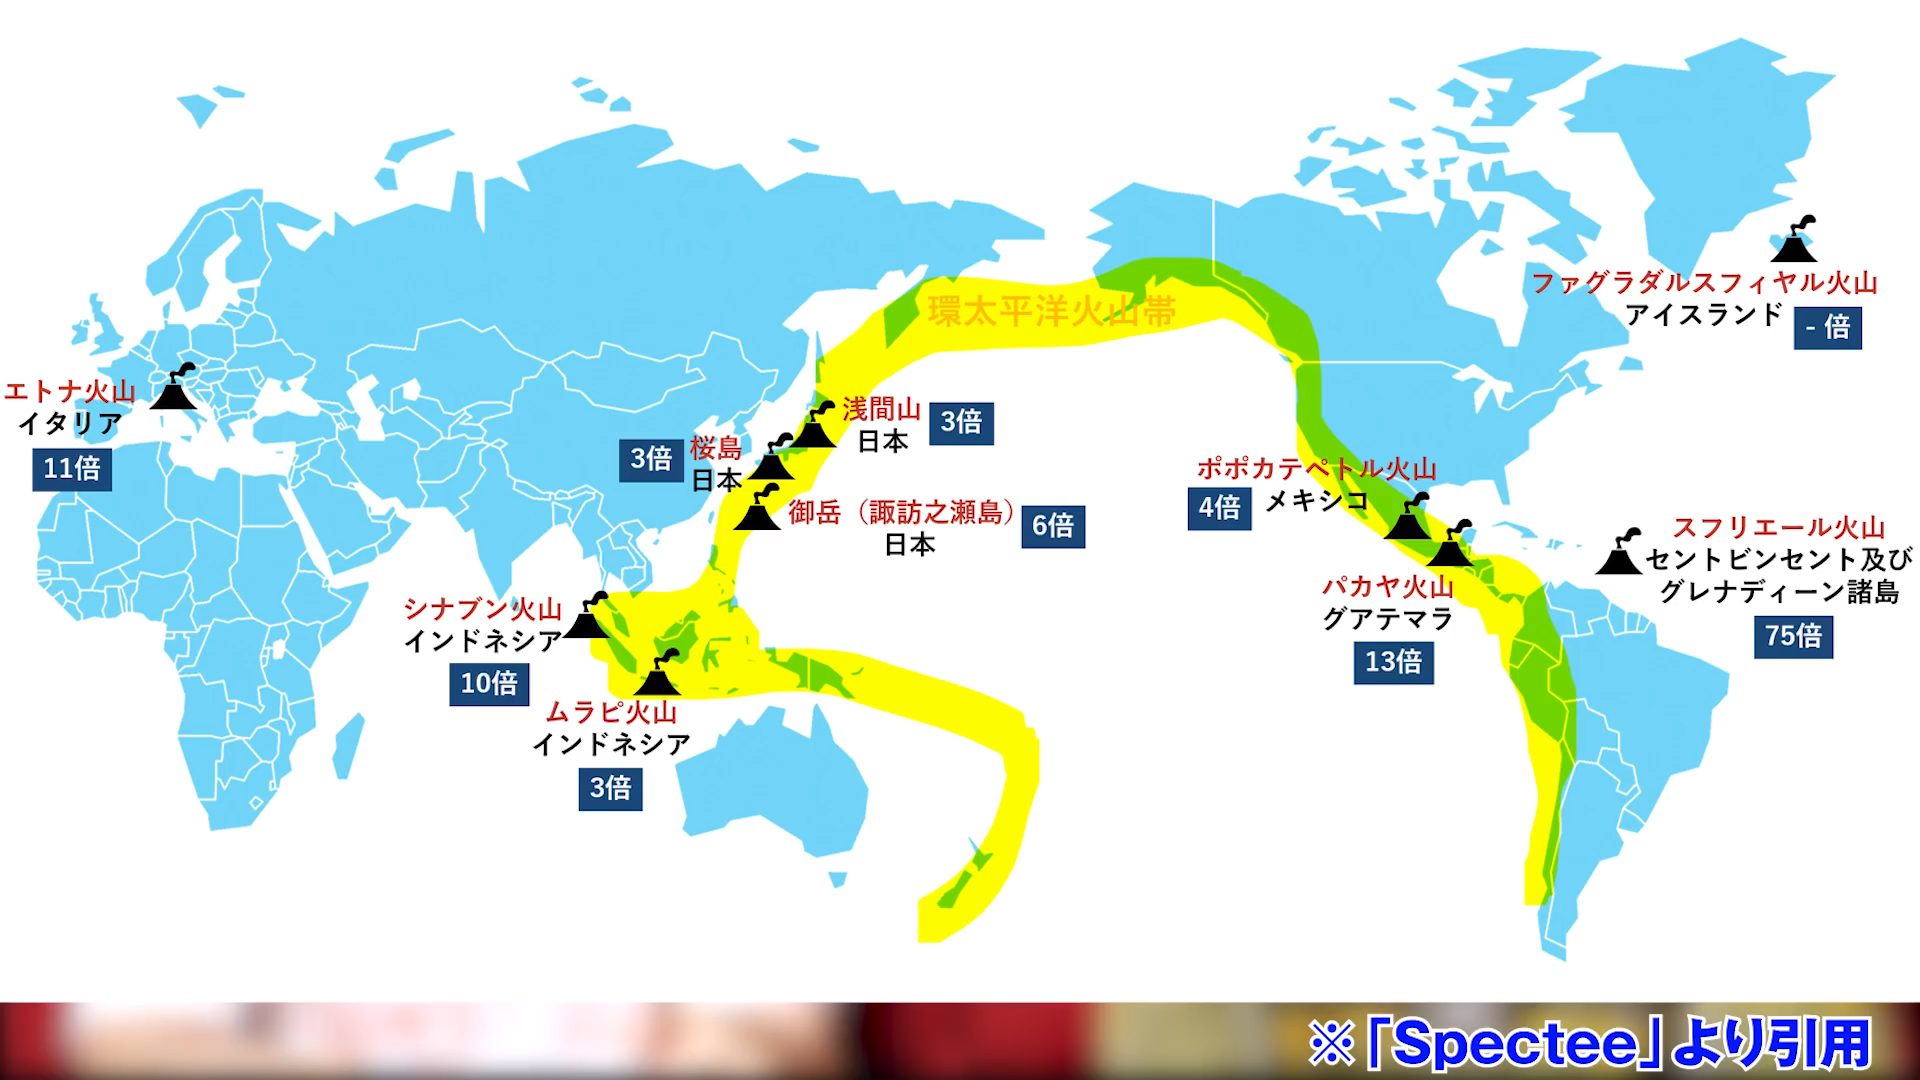 環太平洋火山帯
ファグラダルスフィヤル火山
アイスランド
- 倍
エトナ火山
イタリア
11倍
浅間山
日本
3倍
3倍
桜島
日本
御岳（諏訪之瀬島）
日本
6倍
ポポカテペトル火山
メキシコ
4倍
スフリエール火山
セントビンセント及び
グレナディーン諸島
75倍
パカヤ火山
グアテマラ
13倍
シナブン火山
インドネシア
10倍
ムラピ火山
インドネシア
3倍
※「Spectee」より引用